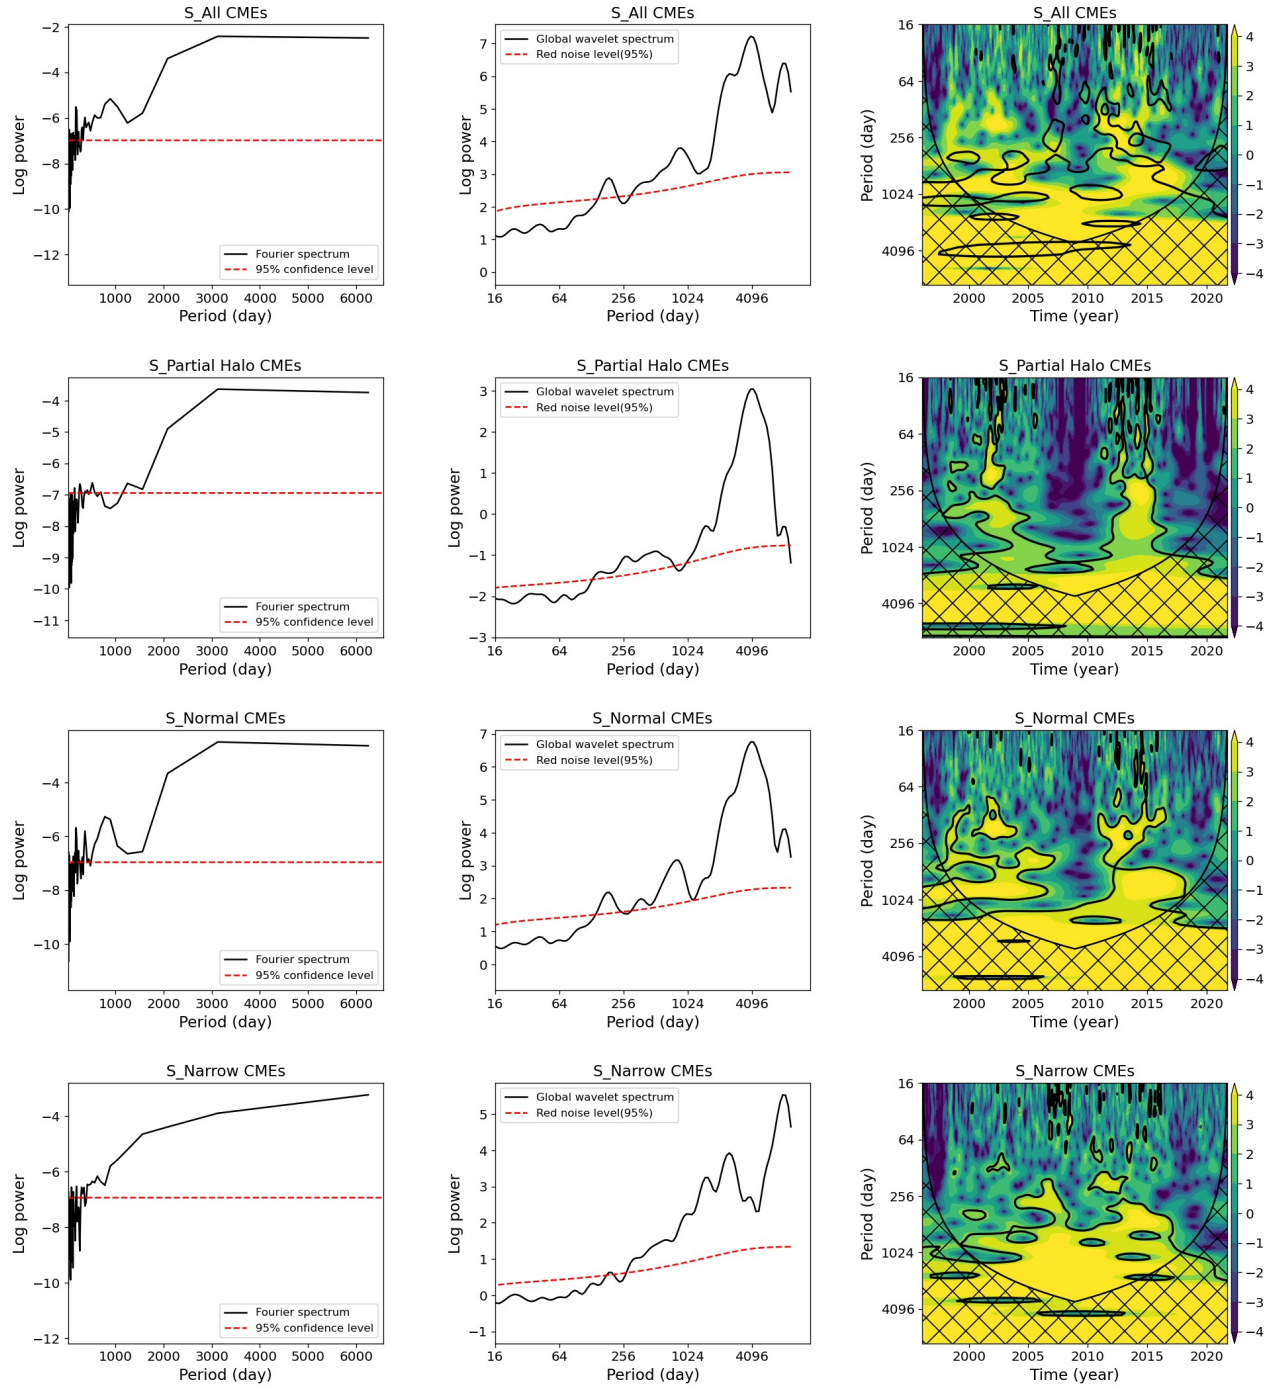 S_All CMEs
−2
−4
−6
−8
−10
−12
Log power
Fourier spectrum
95% confidence level
1000 2000 3000 4000 5000 6000
Period (day)
S_All CMEs
7
6
5
4
3
2
1
0
Log power
Global wavelet spectrum
Red noise level(95%)
16 64 256 1024 4096
Period (day)
S_All CMEs
16
64
256
1024
4096
Period (day)
2000 2005 2010 2015 2020
Time (year)
4
3
2
0
−1
−3
−4
S_Partial Halo CMEs
−4
−5
−6
−7
−8
−9
−10
−11
Log power
Fourier spectrum
95% confidence level
1000 2000 3000 4000 5000 6000
Period (day)
S_Partial Halo CMEs
3
2
1
0
−1
−2
−3
Log power
Global wavelet spectrum
Red noise level(95%)
16 64 256 1024 4096
Period (day)
S_Partial Halo CMEs
16
64
256
1024
4096
Period (day)
2000 2005 2010 2015 2020
Time (year)
4
3
2
0
−1
−3
−4
S_Normal CMEs
−4
−6
−8
−10
Log power
Fourier spectrum
95% confidence level
1000 2000 3000 4000 5000 6000
Period (day)
S_Normal CMEs
7
6
5
4
3
2
1
0
Log power
Global wavelet spectrum
Red noise level(95%)
16 64 256 1024 4096
Period (day)
S_Normal CMEs
16
64
256
1024
4096
Period (day)
2000 2005 2010 2015 2020
Time (year)
4
3
2
0
−1
−3
−4
S_Narrow CMEs
−4
−6
−8
−10
−12
Log power
Fourier spectrum
95% confidence level
1000 2000 3000 4000 5000 6000
Period (day)
S_Narrow CMEs
5
4
3
2
1
0
−1
Log power
Global wavelet spectrum
Red noise level(95%)
16 64 256 1024 4096
Period (day)
S_Narrow CMEs
16
64
256
1024
4096
Period (day)
2000 2005 2010 2015 2020
Time (year)
4
3
2
0
−1
−3
−4